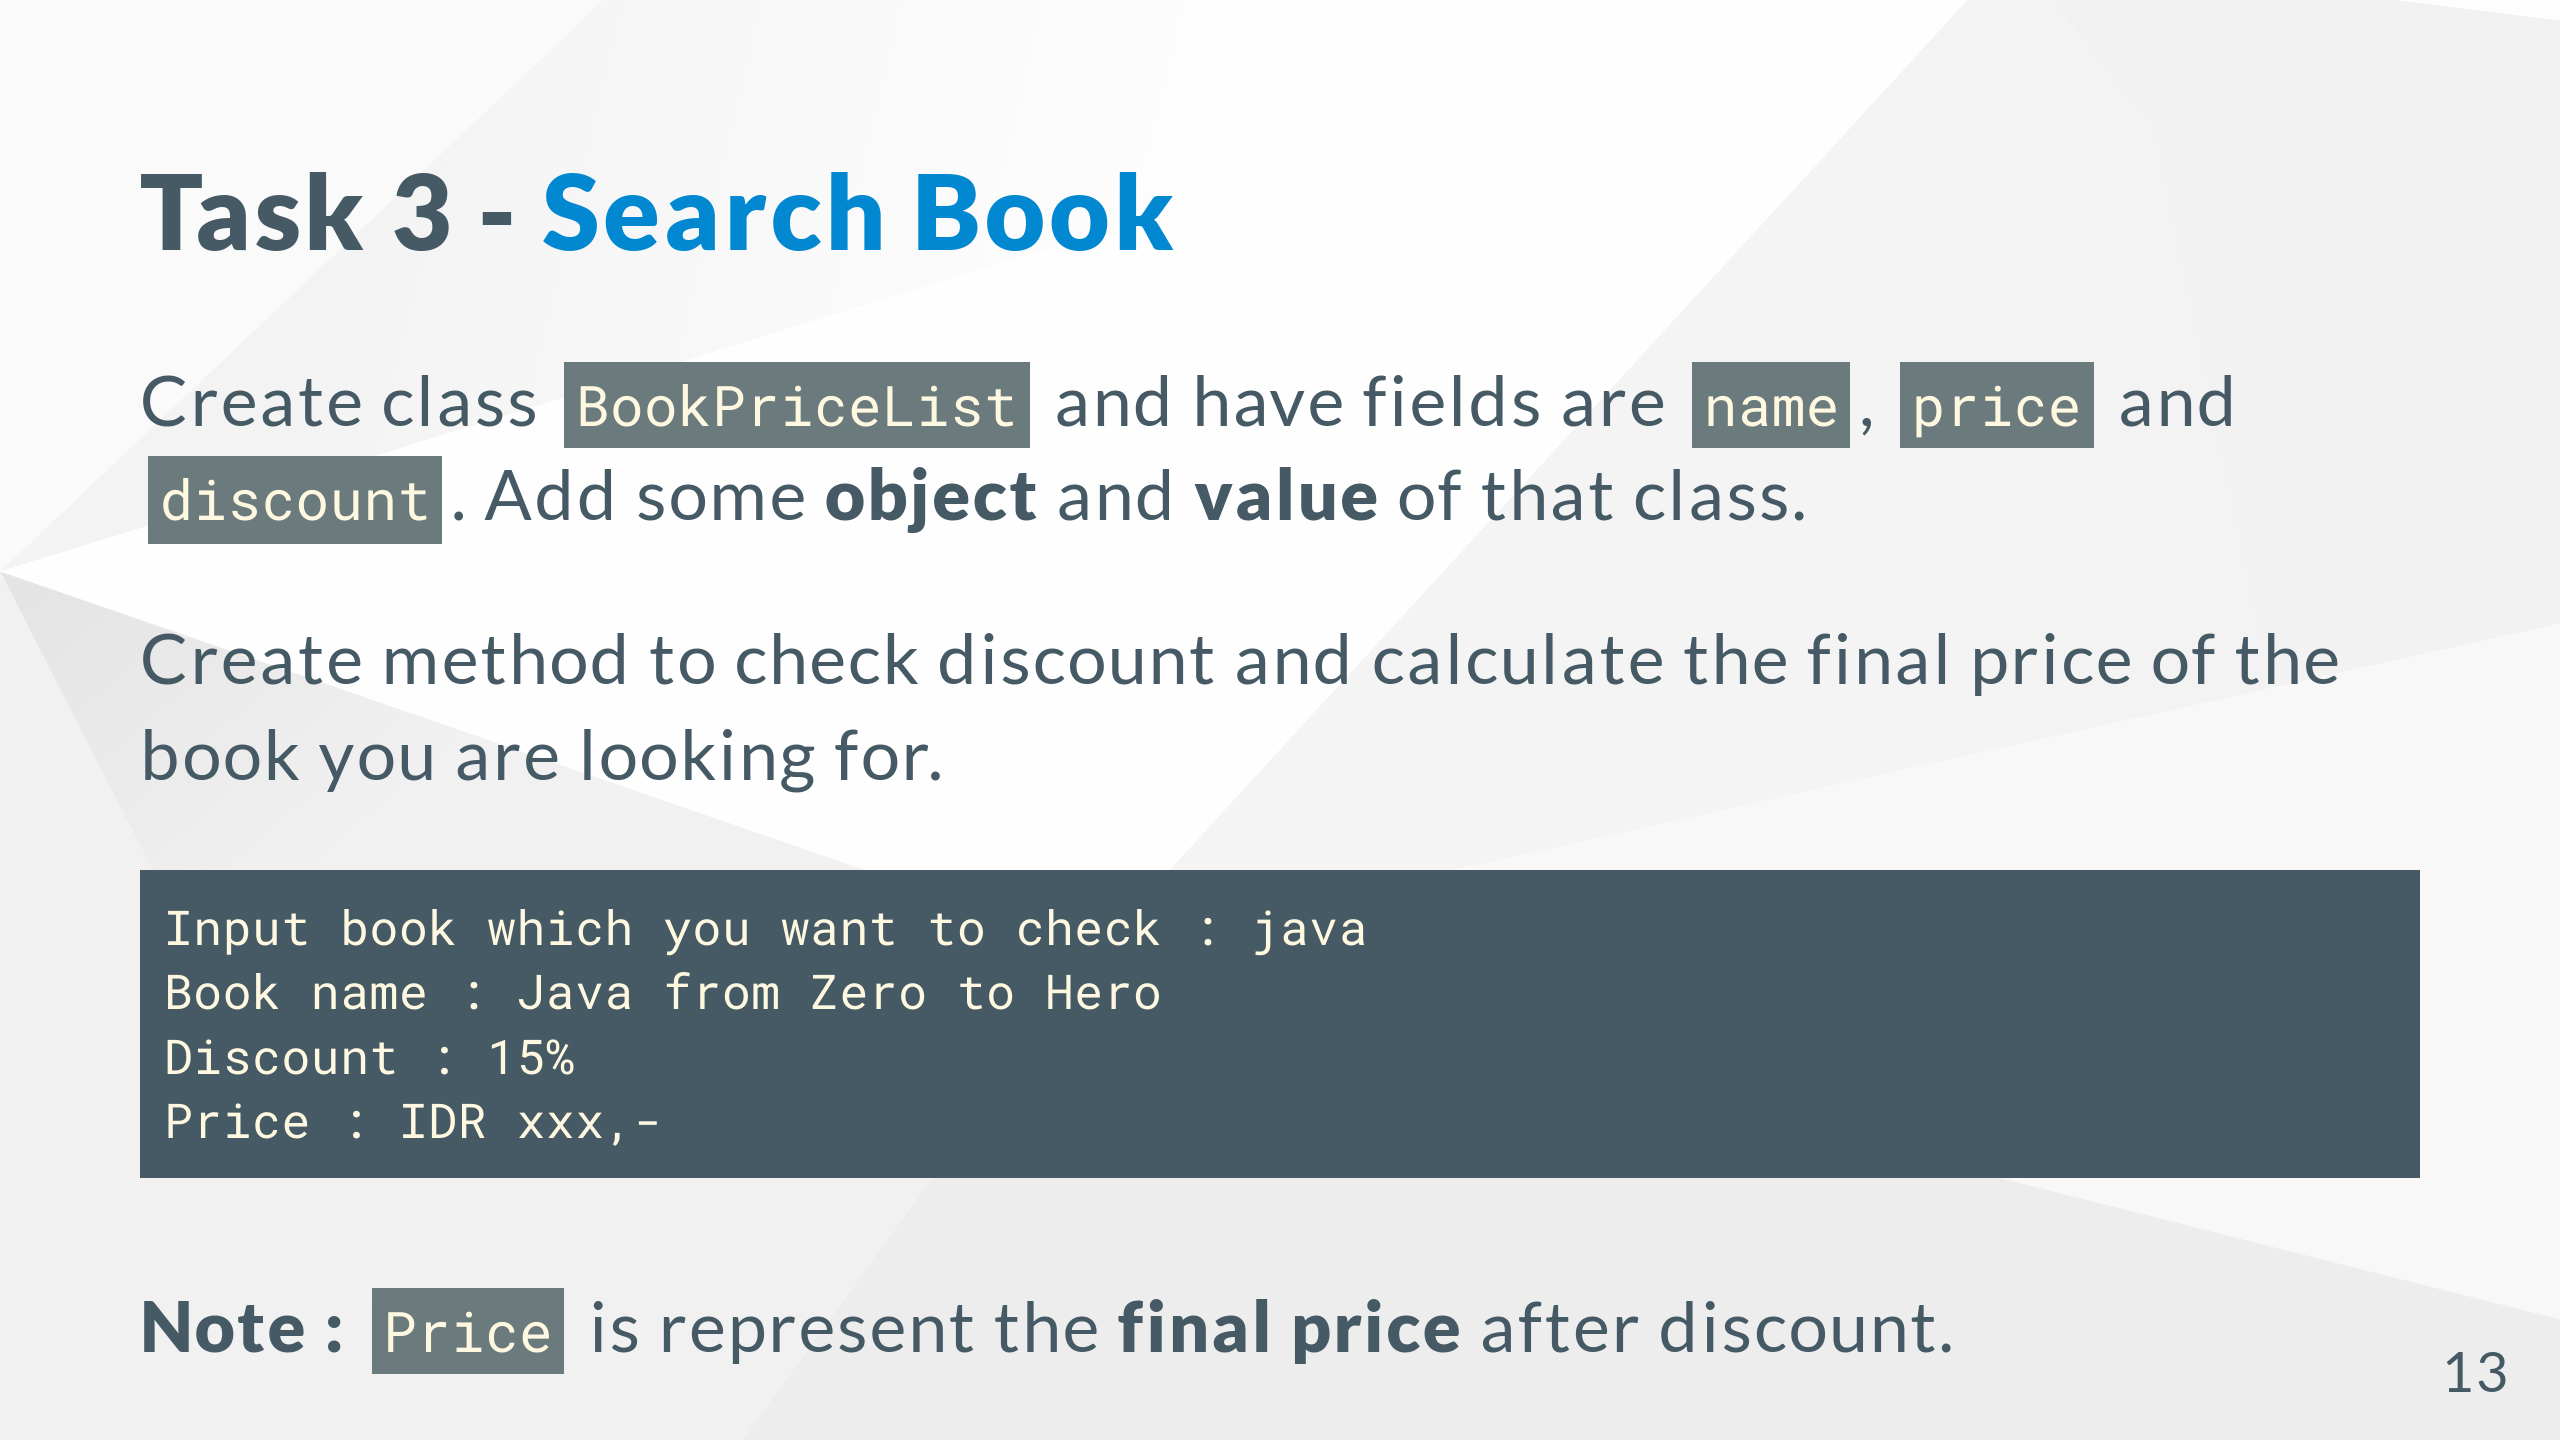 Task 3 - Search Book
Create class BookPriceList and have fields are name, price and
discount. Add some object and value of that class.
Create method to check discount and calculate the final price of the
book you are looking for.
Input book which you want to check : java
Book name : Java from Zero to Hero
Discount : 15%
Price : IDR xxx,-
Note : Price is represent the final price after discount.
13